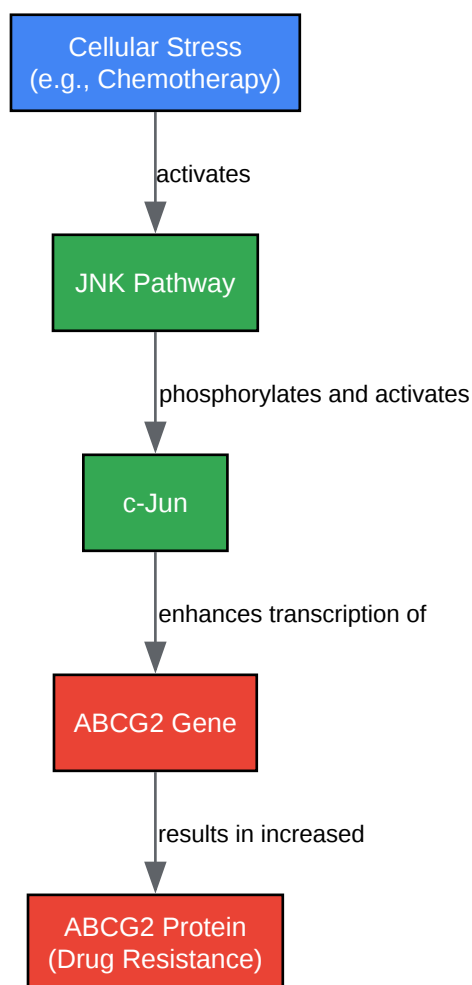 Cellular Stress
(e.g., Chemotherapy)
activates
JNK Pathway
phosphorylates and activates
c-Jun
enhances transcription of
ABCG2 Gene
results in increased
ABCG2 Protein
(Drug Resistance)